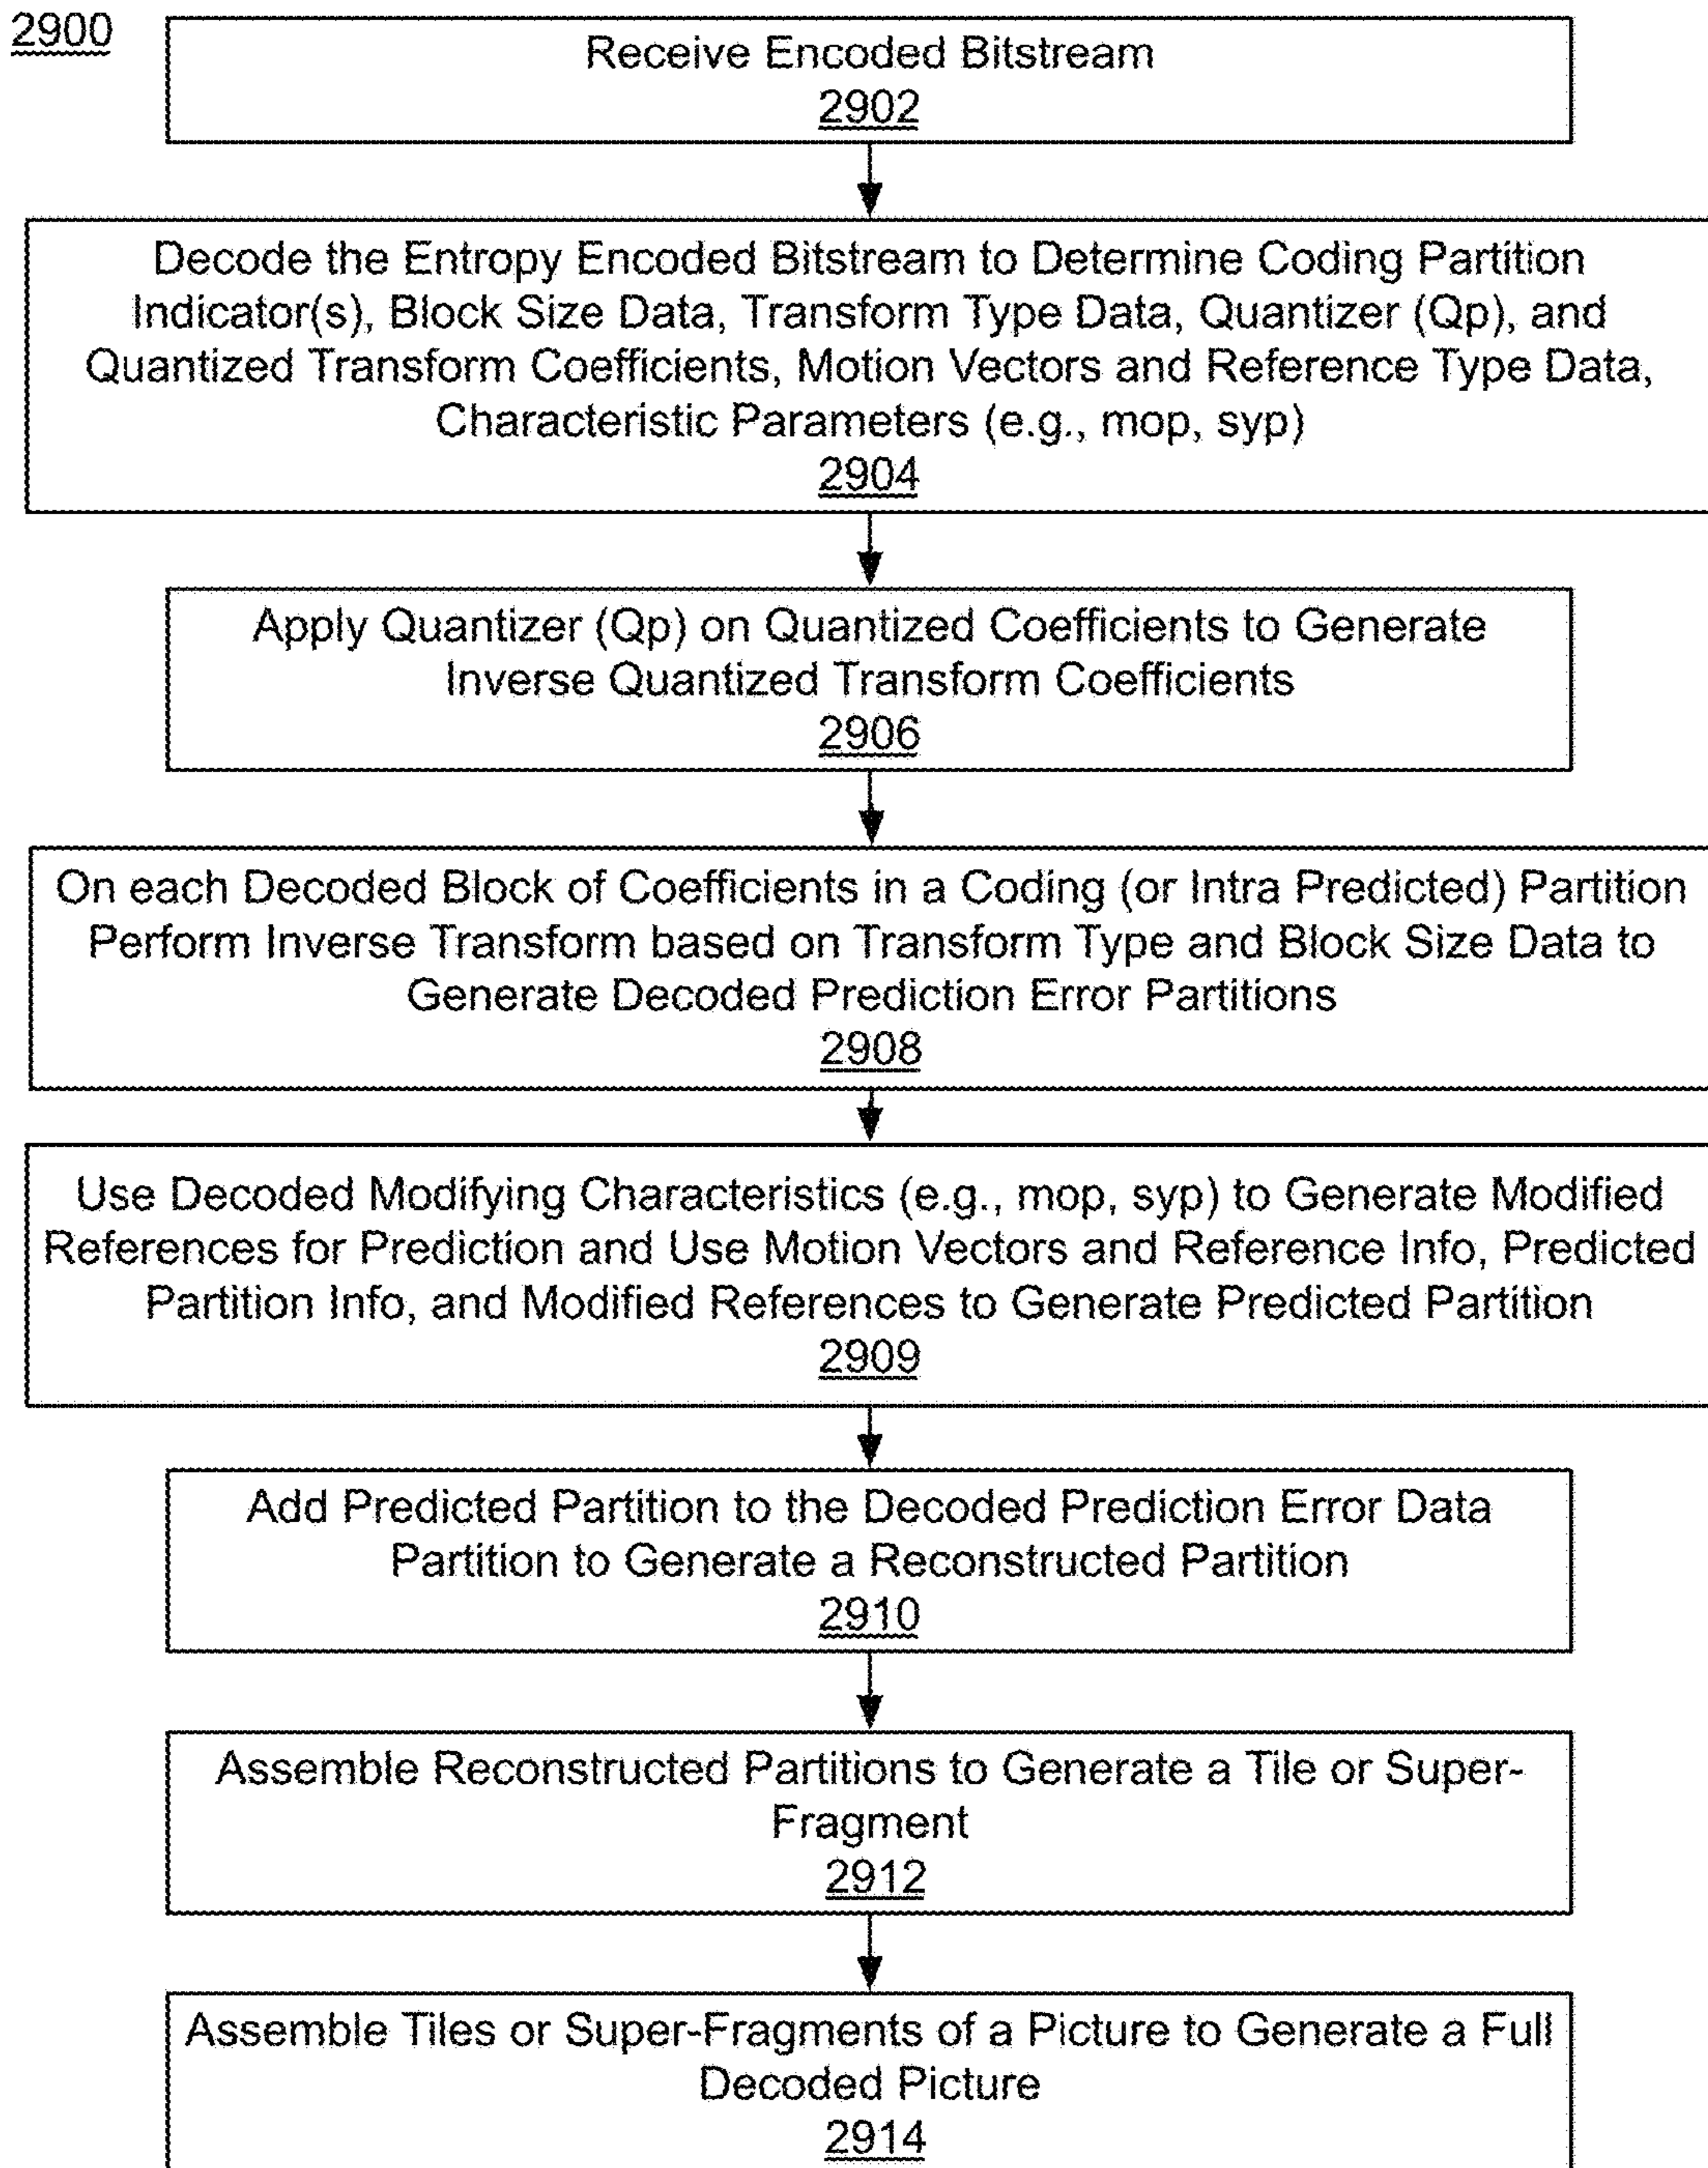 2900
Receive Encoded Bitstream
2902
Decode the Entropy Encoded Bitstream to Determine Coding Partition
Indicator(s), Block Size Data, Transform Type Data, Quantizer (Qp), and
Quantized Transform Coefficients, Motion Vectors and Reference Type Data,
Characteristic Parameters (e.g., mop, syp)
2904
Apply Quantizer (Qp) on Quantized Coefficients to Generate
Inverse Quantized Transform Coefficients
2906
On each Decoded Block of Coefficients in a Coding (or Intra Predicted) Partition
Perform Inverse Transform based on Transform Type and Block Size Data to
Generate Decoded Prediction Error Partitions
2908
Use Decoded Modifying Characteristics (e.g., mop, syp) to Generate Modified
References for Prediction and Use Motion Vectors and Reference Info, Predicted
Partition Info, and Modified References to Generate Predicted Partition
2909
Add Predicted Partition to the Decoded Prediction Error Data
Partition to Generate a Reconstructed Partition
2910
Assemble Reconstructed Partitions to Generate a Tile or Super-
Fragment
2912
Assemble Tiles or Super-Fragments of a Picture to Generate a Full
Decoded Picture
2914